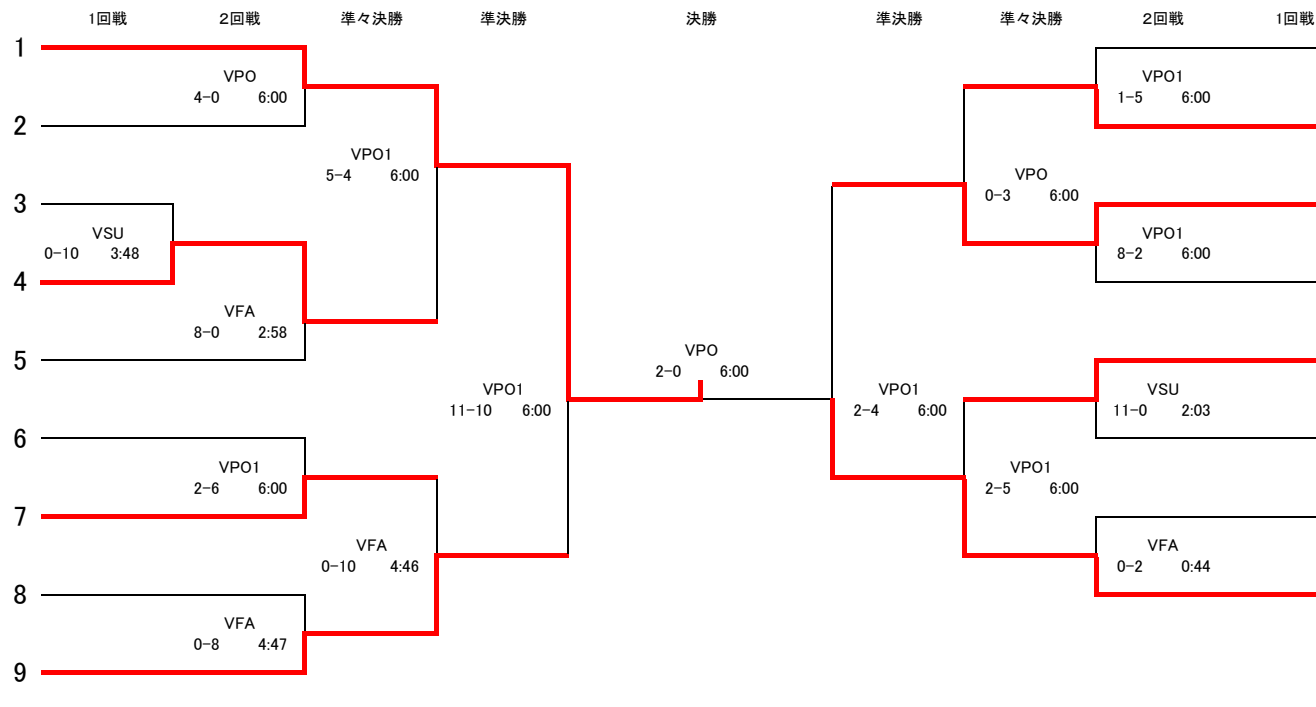 1回戦 2回戦 準々決勝 準決勝 決勝 準決勝 準々決勝 2回戦 1回戦
1
VPO VPO1
4-0 6:00 1-5 6:00
2
VPO1
5-4 6:00
VPO
0-3 6:00
3
VSU VPO1
0-10 3:48 8-2 6:00
4
VFA
8-0 2:58
5
VPO
2-0 6:00
VPO1 VPO1 VSU
11-10 6:00 2-4 6:00 11-0 2:03
6
VPO1 VPO1
2-6 6:00 2-5 6:00
7
VFA VFA
0-10 4:46 0-2 0:44
8
VFA
0-8 4:47
9